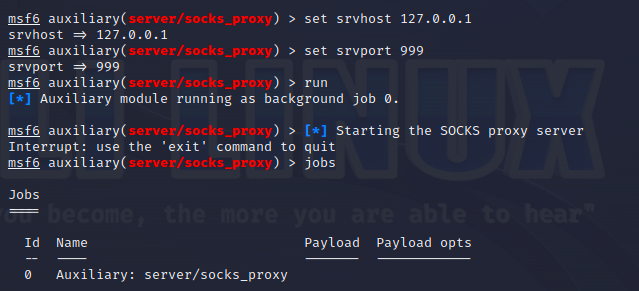 msf6 auxiliary(server/socks_proxy) > set srvhost 127.0.0.1
srvhost => 127.0.0.1
msf6 auxiliary(server/socks_proxy) > set srvport 999
srvport => 999
msf6 auxiliary(server/socks_proxy) > run
[*] Auxiliary module running as background job 0.
msf6 auxiliary(server/socks_proxy) > [*] Starting the SOCKS proxy server
Interrupt: use the 'exit' command to quit
msf6 auxiliary(server/socks_proxy) > jobs
Jobs
====
you become, the more you are able to hear"
Id Name Payload Payload opts
-- ---- ------- ------------
0 Auxiliary: server/socks_proxy